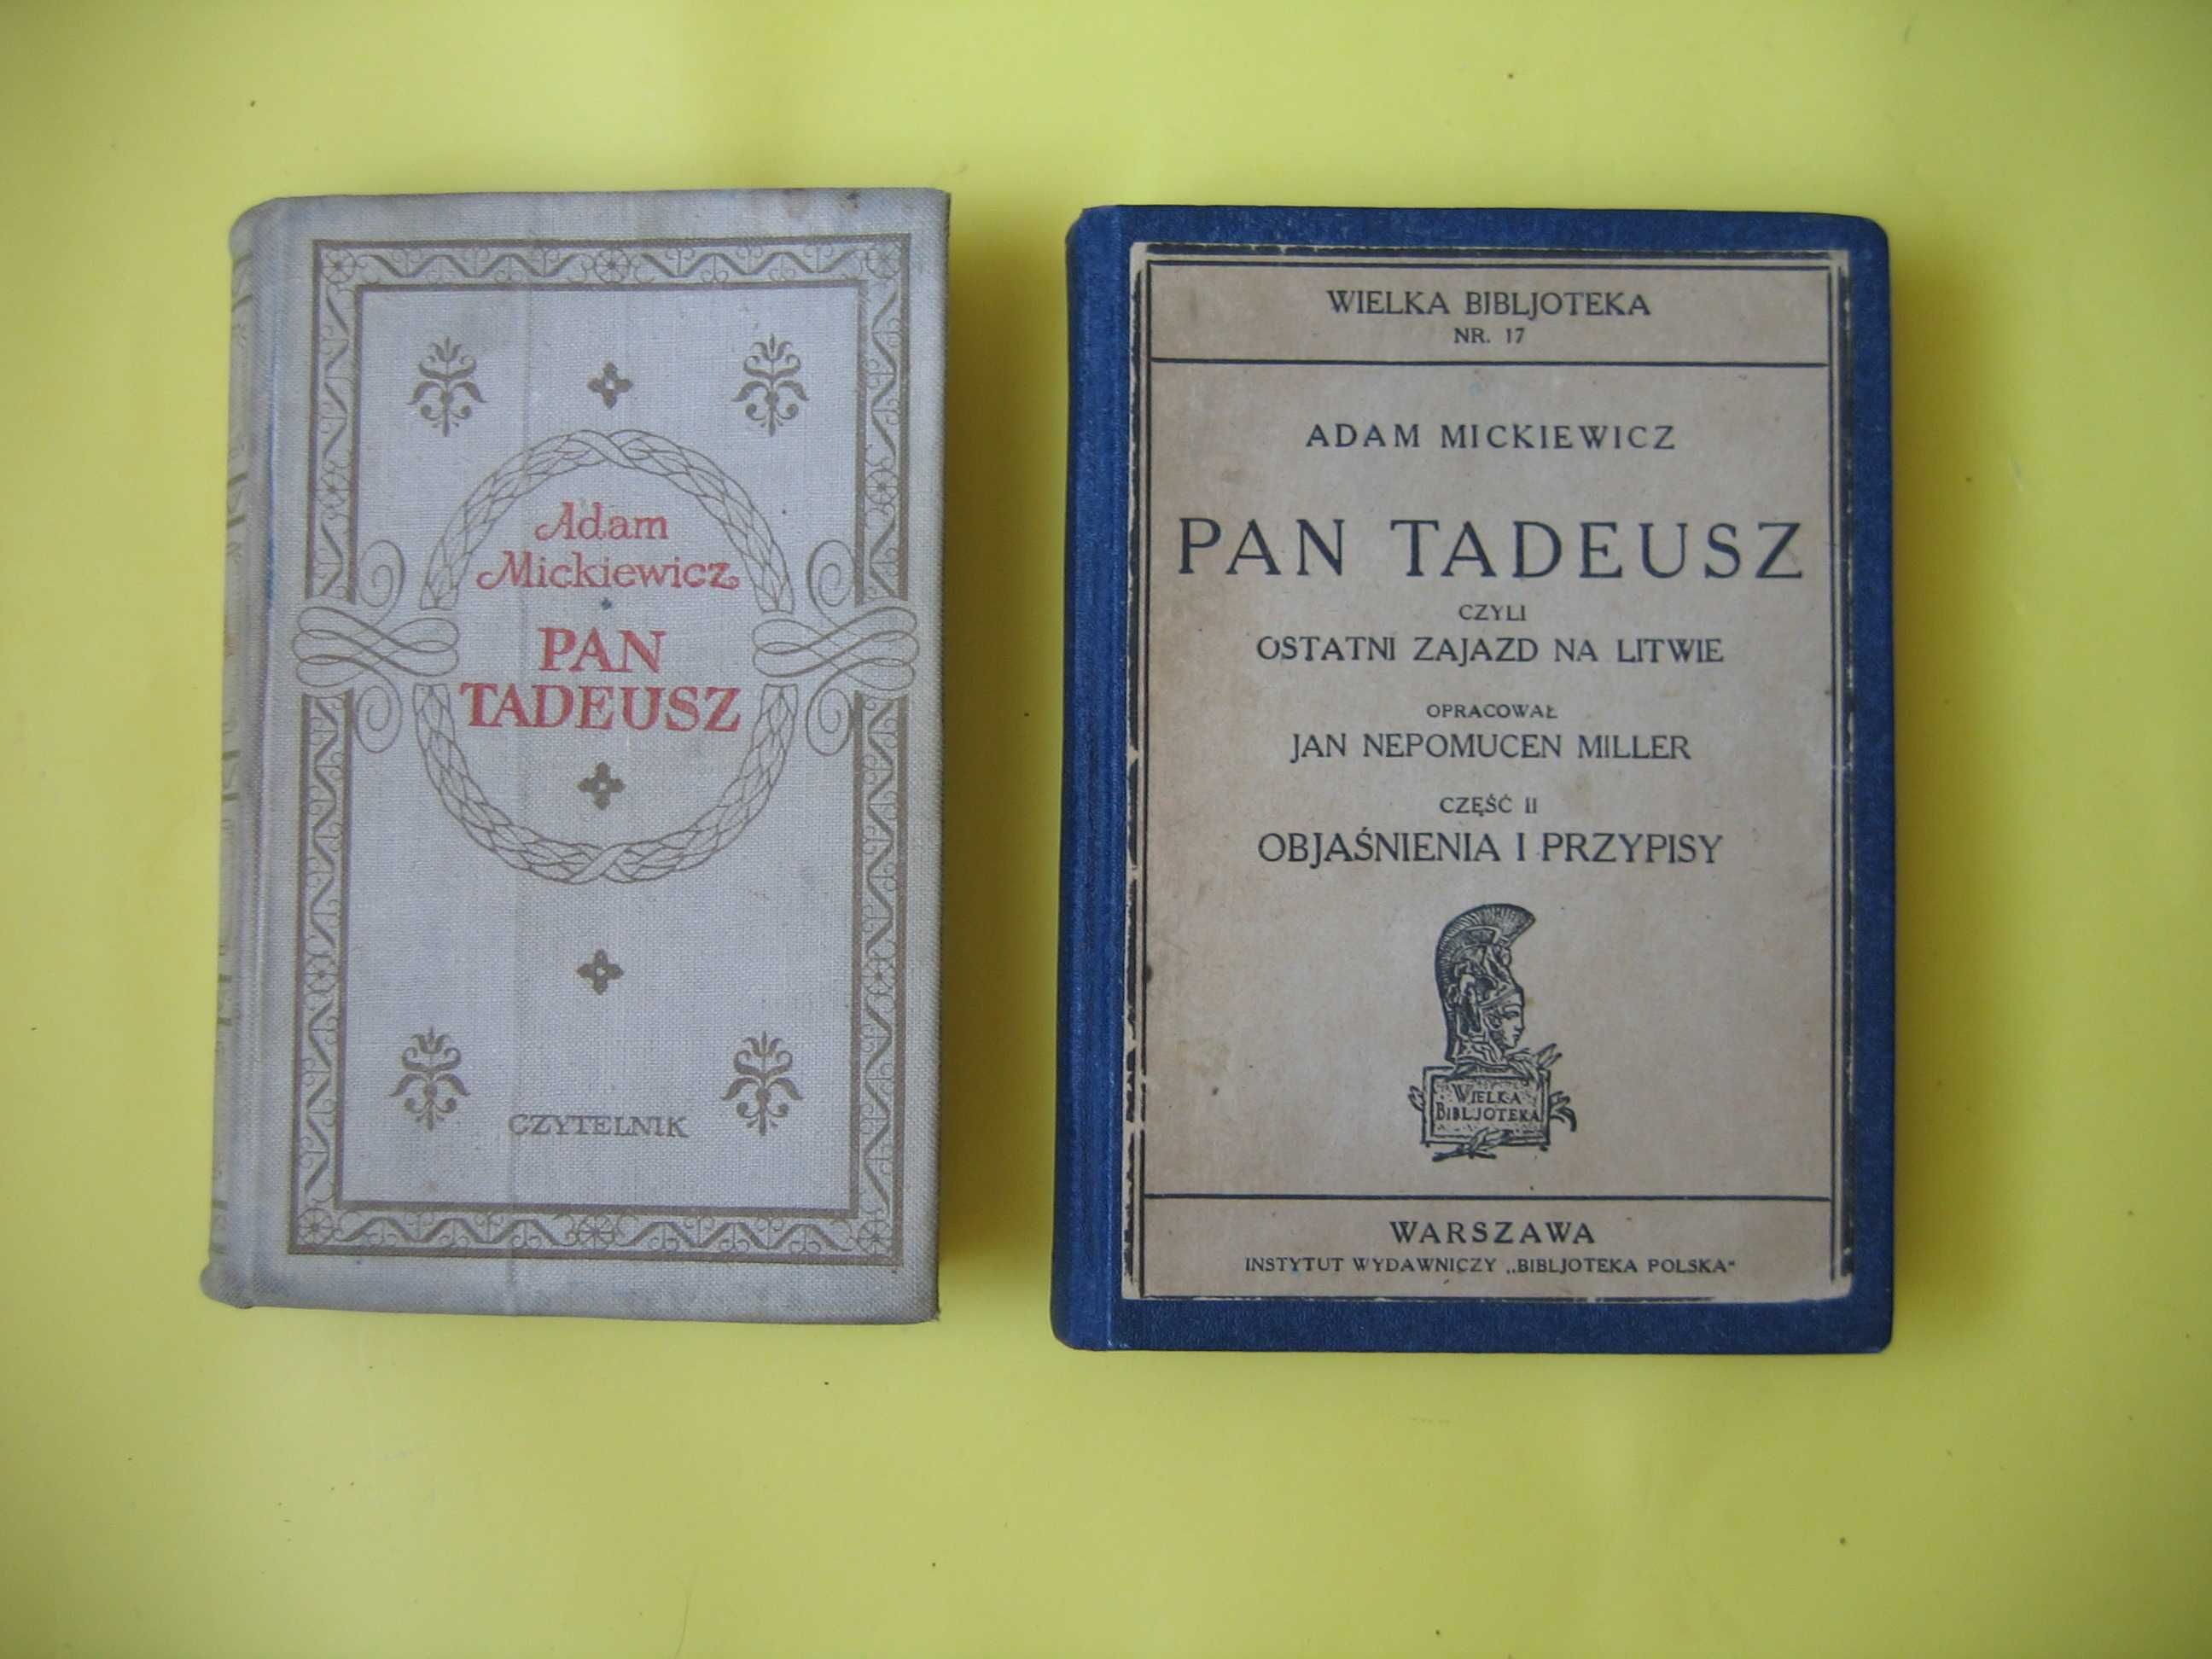 Adam
Mickiewicz
PAN
TADEUSZ
CZYTELNIK
WIELKA BIBLJOTEKA
NR. 17
ADAM MICKIEWICZ
PAN TADEUSZ
CZYLI
OSTATNI ZAJAZD NA LITWIE
OPRACOWAŁ
JAN NEPOMUCEN MILLER
CZĘŚĆ II
OBJAŚNIENIA I PRZYPISY
WIELKA
BIBLJOTEKA
WARSZAWA
INSTYTUT WYDAWNICZY „BIBLJOTEKA POLSKA"